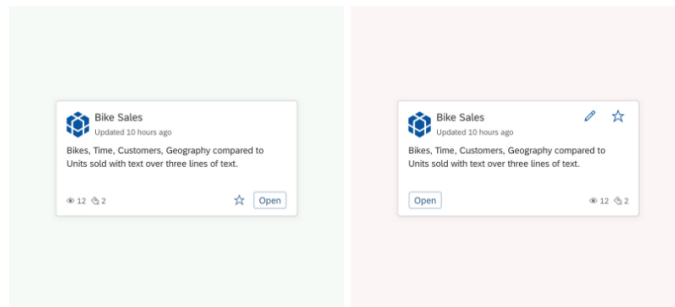 Bike Sales
Updated 10 hours ago
Bikes, Time, Customers, Geography compared to
Units sold with text over three lines of text.
12 2 Open
Bike Sales
Updated 10 hours ago
Bikes, Time, Customers, Geography compared to
Units sold with text over three lines of text.
Open 12 2